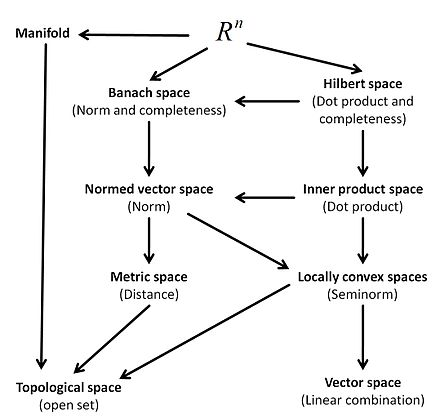 Manifold
Rⁿ
Banach space
(Norm and completeness)
Hilbert space
(Dot product and
completeness)
Normed vector space
(Norm)
Inner product space
(Dot product)
Metric space
(Distance)
Locally convex spaces
(Seminorm)
Topological space
(open set)
Vector space
(Linear combination)